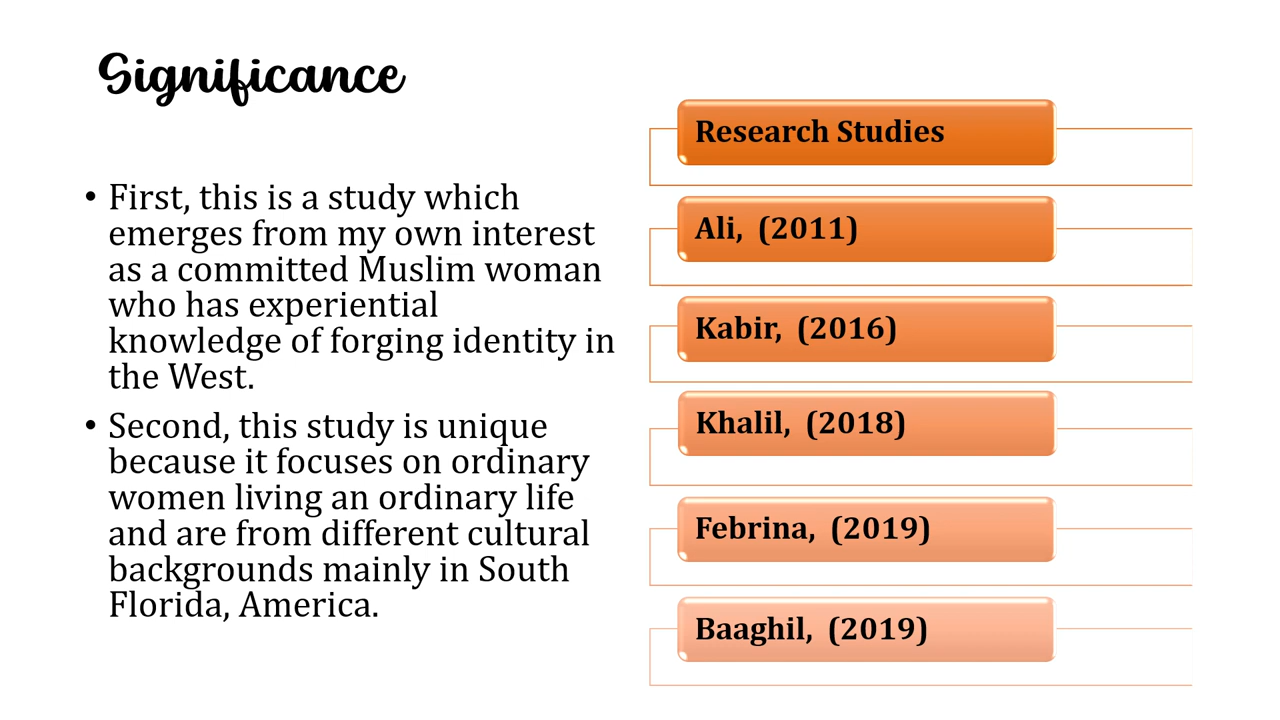 Significance
• First, this is a study which
emerges from my own interest
as a committed Muslim woman
who has experiential
knowledge of forging identity in
the West.
• Second, this study is unique
because it focuses on ordinary
women living an ordinary life
and are from different cultural
backgrounds mainly in South
Florida, America.
Research Studies
Ali, (2011)
Kabir, (2016)
Khalil, (2018)
Febrina, (2019)
Baaghil, (2019)